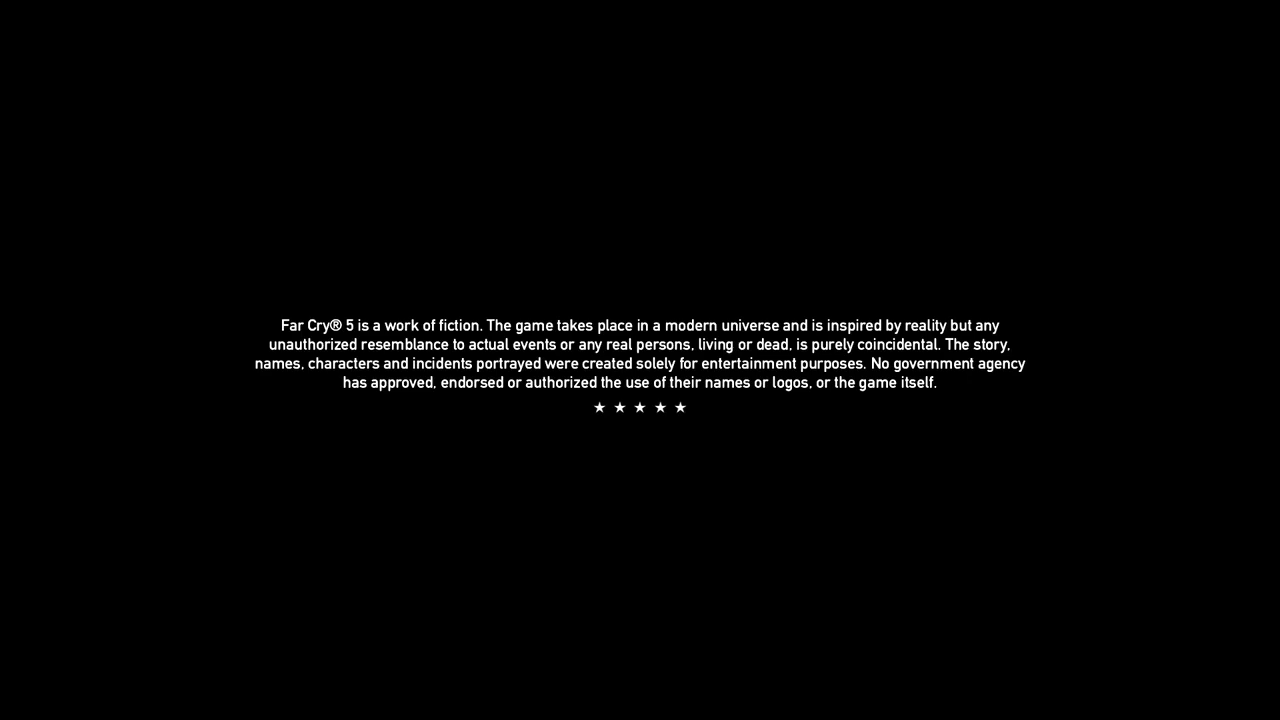 Far Cry® 5 is a work of fiction. The game takes place in a modern universe and is inspired by reality but any
unauthorized resemblance to actual events or any real persons, living or dead, is purely coincidental. The story,
names, characters and incidents portrayed were created solely for entertainment purposes. No government agency
has approved, endorsed or authorized the use of their names or logos, or the game itself.
★ ★ ★ ★ ★